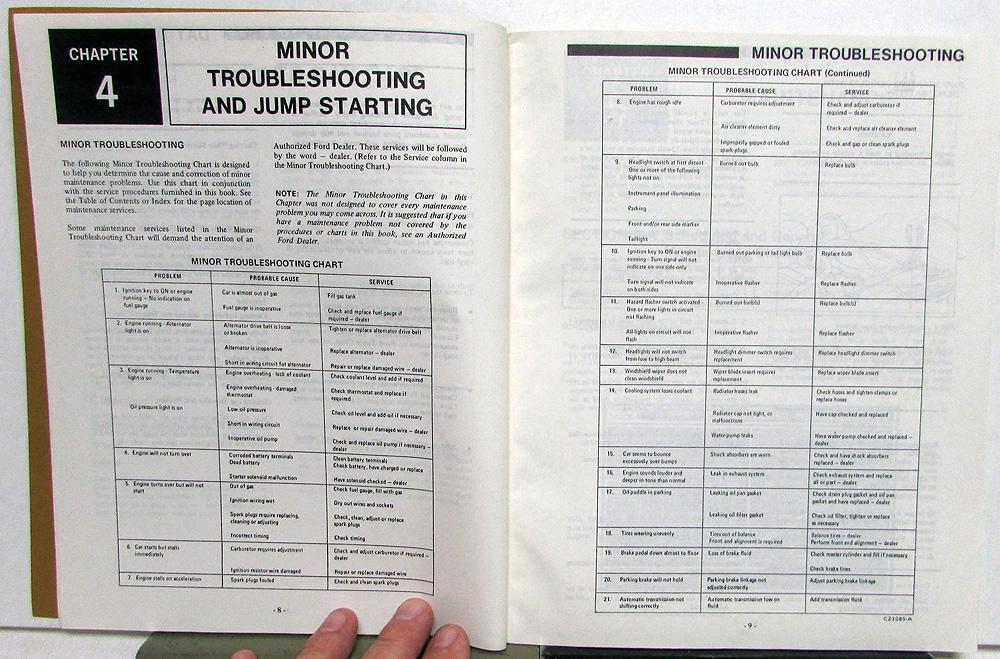 CHAPTER
4
MINOR
TROUBLESHOOTING
AND JUMP STARTING
MINOR TROUBLESHOOTING
The following Minor Troubleshooting Chart is designed
to help you determine the cause and correction of minor
maintenance problems. Use this chart in conjunction
with the service procedures furnished in this book. See
the Table of Contents or Index for the page location of
maintenance services.
Some maintenance services listed in the Minor
Troubleshooting Chart will demand the attention of an
Authorized Ford Dealer. These services will be followed
by the word – dealer. (Refer to the Service column in
the Minor Troubleshooting Chart.)
NOTE: The Minor Troubleshooting Chart in this
Chapter was not designed to cover every maintenance
problem you may come across. It is suggested that if you
have a maintenance problem not covered by the
procedures or charts in this book, see an Authorized
Ford Dealer.
MINOR TROUBLESHOOTING CHART
PROBLEM PROBABLE CAUSE SERVICE
1. Ignition key to ON or engine Car is almost out of gas Fill gas tank
running – No indication on
fuel gauge Fuel gauge is inoperative Check and replace fuel gauge if
required – dealer
2. Engine running - Alternator Alternator drive belt is loose Tighten or replace alternator drive belt
light is on or broken
Alternator is inoperative Replace alternator – dealer
Short in wiring circuit for alternator Repair or replace damaged wire – dealer
3. Engine running - Temperature Engine overheating - lack of coolant Check coolant level and add if required
light is on
Engine overheating - damaged Check thermostat and replace if
thermostat required
Oil pressure light is on Low oil pressure Check oil level and add oil if necessary
Short in wiring circuit Replace or repair damaged wire – dealer
Inoperative oil pump Check and replace oil pump if necessary –
dealer
4. Engine will not turn over Corroded battery terminals Clean battery terminals
Dead battery Check battery, have charged or replace
Starter solenoid malfunction Have solenoid checked – dealer
5. Engine turns over but will not Out of gas Check fuel gauge, fill with gas
start
Ignition wiring wet Dry out wires and sockets
Spark plugs require replacing, Check, clean, adjust or replace
cleaning or adjusting spark plugs
Incorrect timing Check timing
6. Car starts but stalls Carburetor requires adjustment Check and adjust carburetor if required –
immediately dealer
Ignition resistor wire damaged Repair or replace damaged wire
7. Engine stalls on acceleration Spark plugs fouled Check and clean spark plugs
- 8 -
MINOR TROUBLESHOOTING
MINOR TROUBLESHOOTING CHART (Continued)
PROBLEM PROBABLE CAUSE SERVICE
8. Engine has rough idle Carburetor requires adjustment Check and adjust carburetor if
required – dealer
Air cleaner element dirty Check and replace air cleaner element
Improperly gapped or fouled Check and gap or clean spark plugs
spark plugs
9. Headlight switch at first detent Burned out bulb Replace bulb
One or more of the following
lights not on.
Instrument panel illumination
Parking
Front and/or rear side marker
Taillight
10. Ignition key to ON or engine Burned out parking or tail light bulb Replace bulb
running - Turn signal will not
indicate on one side only
Turn signal will not indicate Inoperative flasher Replace flasher
on both sides
11. Hazard flasher switch activated - Burned out bulb(s) Replace bulb(s)
One or more lights in circuit
not flashing
All lights on circuit will not Inoperative flasher Replace flasher
flash
12. Headlights will not switch Headlight dimmer switch requires Replace headlight dimmer switch
from low to high beam replacement
13. Windshield wiper does not Wiper blade insert requires Replace wiper blade insert
clean windshield replacement
14. Cooling system loses coolant Radiator hoses leak Check hoses and tighten clamps or
replace hoses
Radiator cap not tight, or Have cap checked and replaced
malfunctions
Water pump leaks Have water pump checked and replaced –
dealer
15. Car seems to bounce Shock absorbers are worn Check and have shock absorbers
excessively over bumps replaced – dealer
16. Engine sounds louder and Leak in exhaust system Check exhaust system and replace
deeper in tone than normal all or part – dealer
17. Oil puddle in parking Leaking oil pan gasket Check drain plug gasket and oil pan
gasket and have replaced – dealer
Leaking oil filter gasket Check oil filter, tighten or replace
as necessary
18. Tires wearing unevenly Tires out of balance Balance tires – dealer
Front end alignment is required Perform front end alignment – dealer
19. Brake pedal down almost to floor Loss of brake fluid Check master cylinder and fill if necessary
Check brake lines
20. Parking brake will not hold Parking brake linkage not Adjust parking brake linkage
adjusted correctly
21. Automatic transmission not Automatic transmission low on Add transmission fluid
shifting correctly fluid
CZ1085-A
- 9 -